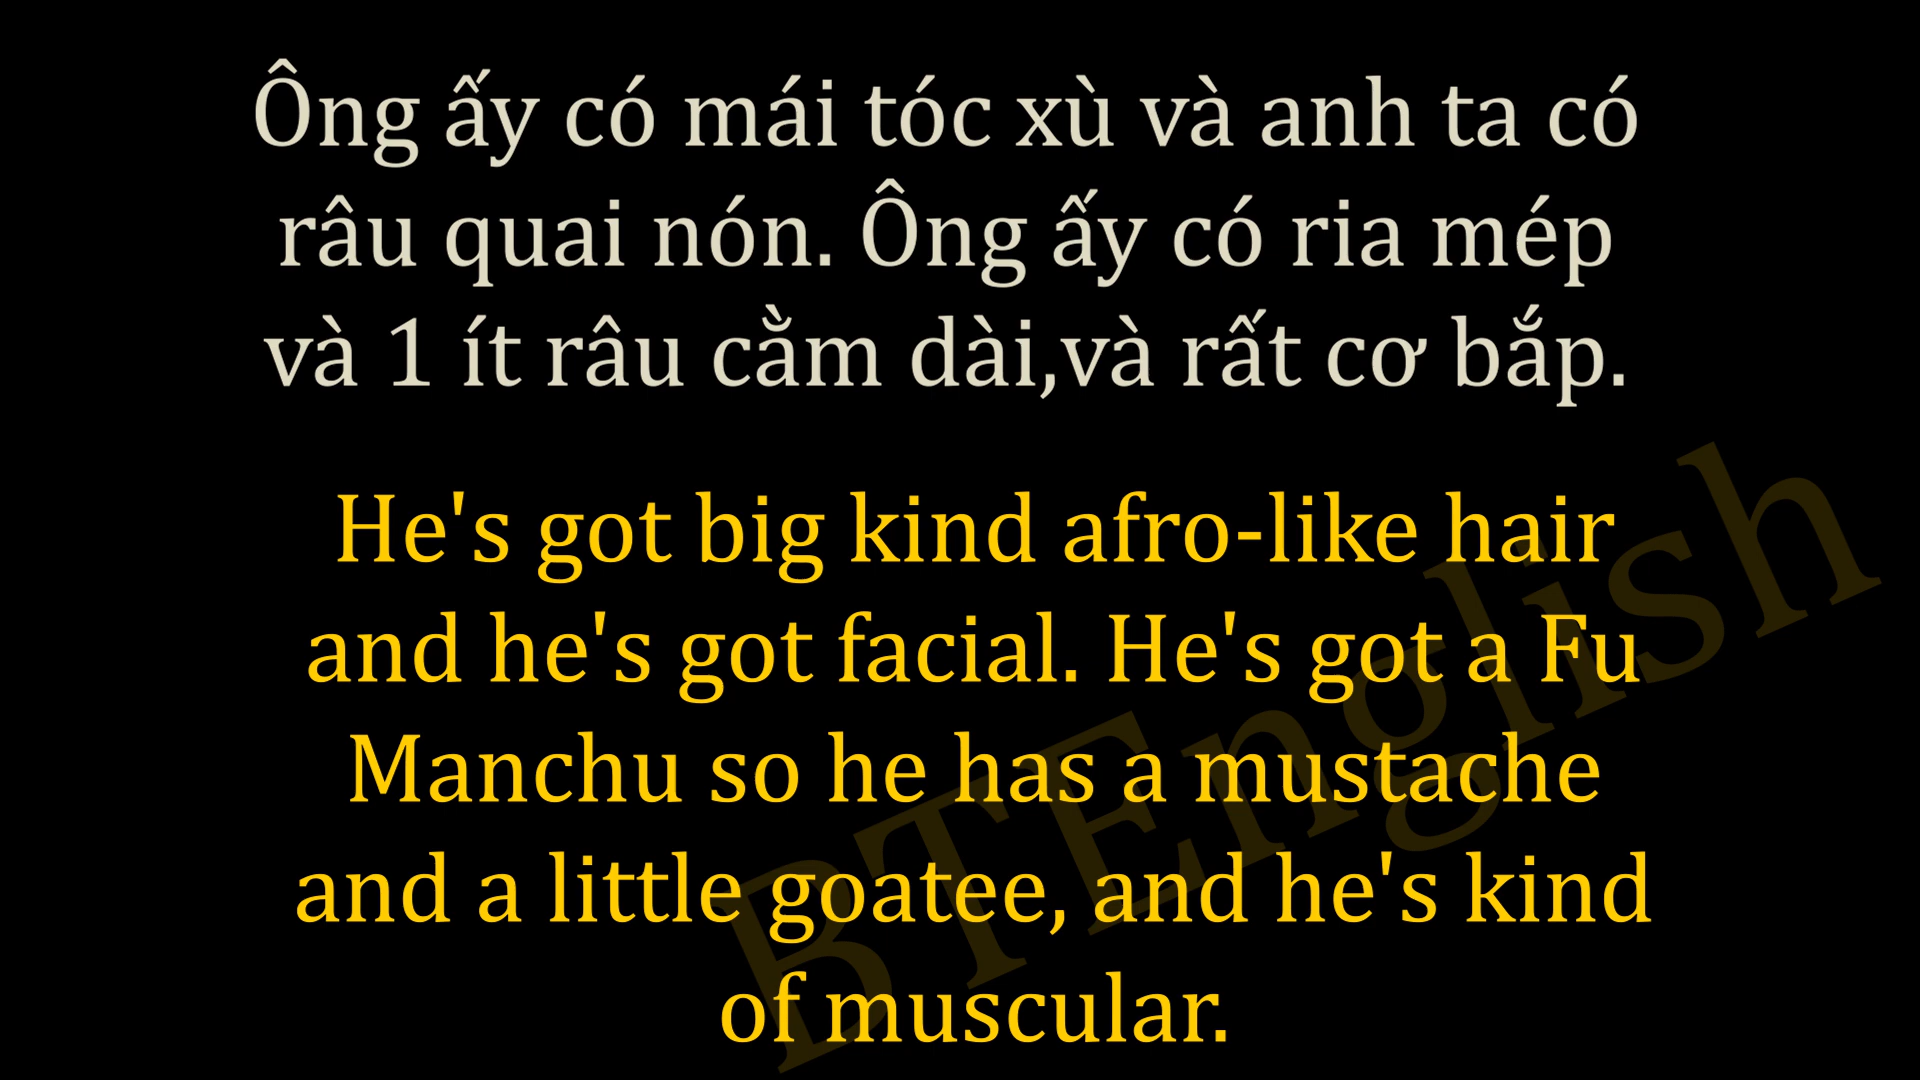 Ông ấy có mái tóc xù và anh ta có
râu quai nón. Ông ấy có ria mép
và 1 ít râu cằm dài,và rất cơ bắp.
He's got big kind afro-like hair
and he's got facial. He's got a Fu
Manchu so he has a mustache
and a little goatee, and he's kind
of muscular.
BTEnglish